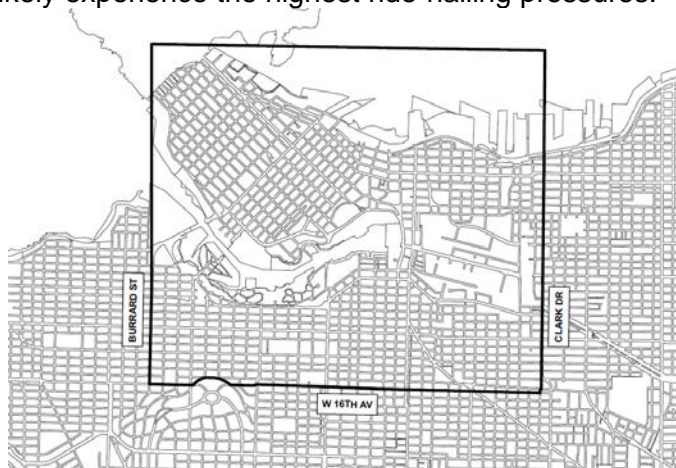 likely experience the highest ride-hailing pressures.
BURRARD ST
CLARK DR
W 16TH AV